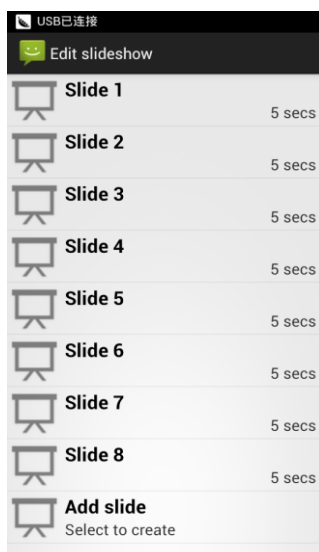 USB已连接
Edit slideshow
Slide 1
5 secs
Slide 2
5 secs
Slide 3
5 secs
Slide 4
5 secs
Slide 5
5 secs
Slide 6
5 secs
Slide 7
5 secs
Slide 8
5 secs
Add slide
Select to create